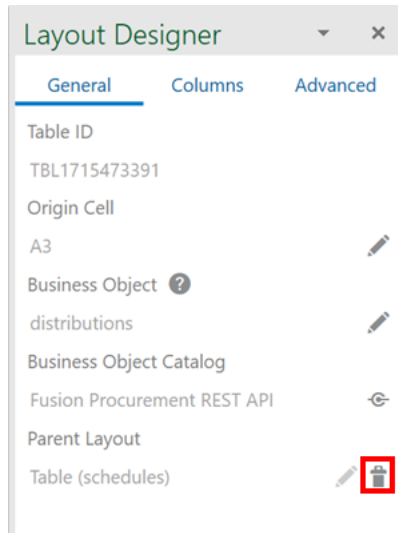 Layout Designer
General Columns Advanced
Table ID
TBL1715473391
Origin Cell
A3
Business Object ?
distributions
Business Object Catalog
Fusion Procurement REST API
Parent Layout
Table (schedules)